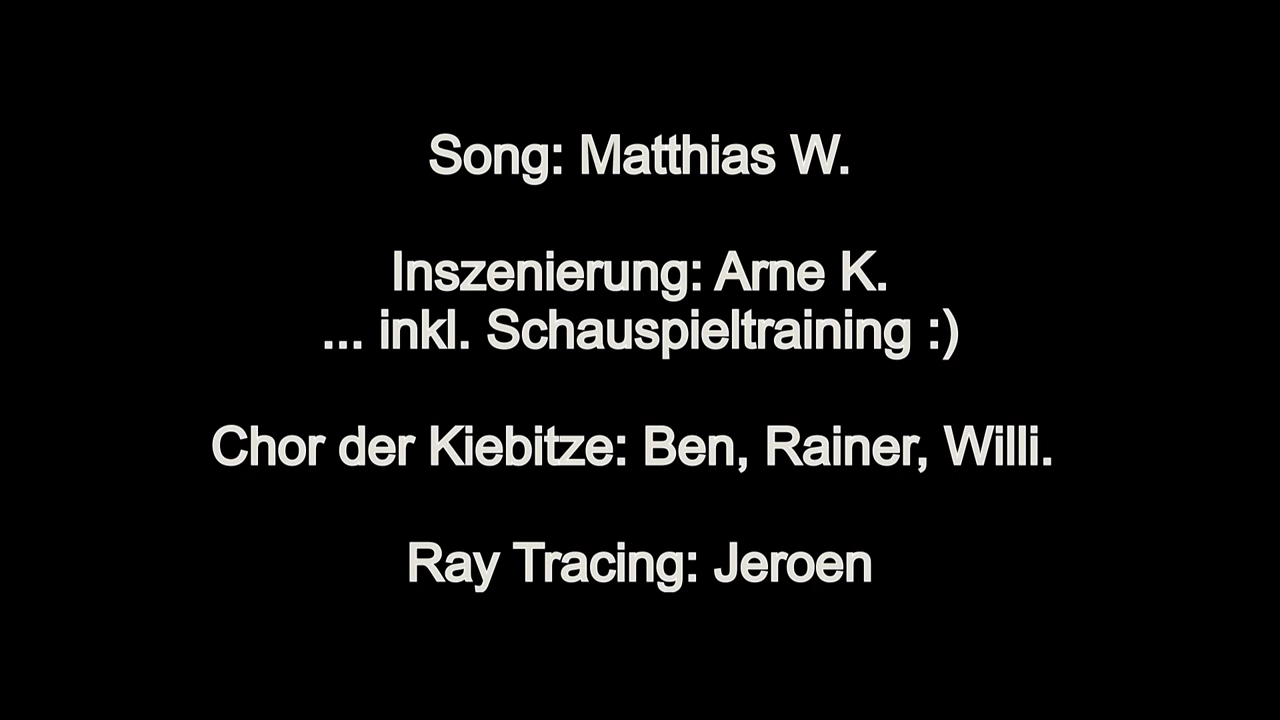 Song: Matthias W.
Inszenierung: Arne K.
... inkl. Schauspieltraining :)
Chor der Kiebitze: Ben, Rainer, Willi.
Ray Tracing: Jeroen